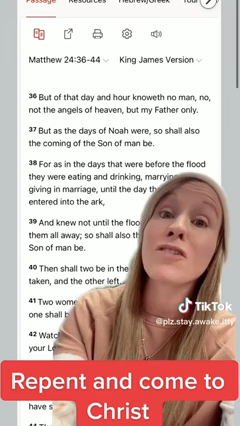 Passage Resources Hebrew/Greek Your
Matthew 24:36-44 King James Version
36 But of that day and hour knoweth no man, no,
not the angels of heaven, but my Father only.
37 But as the days of Noah were, so shall also
the coming of the Son of man be.
38 For as in the days that were before the flood
they were eating and drinking, marrying
giving in marriage, until the day
entered into the ark,
39 And knew not until the floo
them all away; so shall also th
Son of man be.
40 Then shall two be in the
taken, and the other left.
41 Two wome
one shall b
42 Watc
your Lo
TikTok
@plz.stay.awake.itty
Repent and come to
Christ
have s